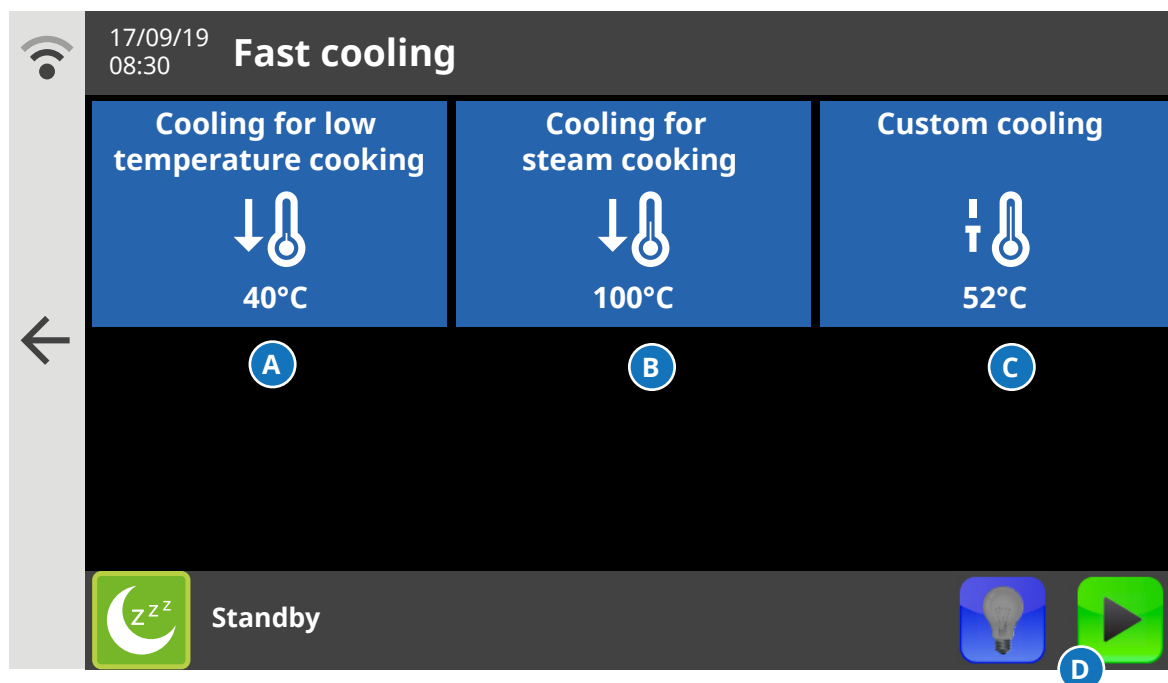 17/09/19
08:30
Fast cooling
Cooling for low
temperature cooking
40°C
A
Cooling for
steam cooking
100°C
B
Custom cooling
52°C
C
zzz
Standby
D